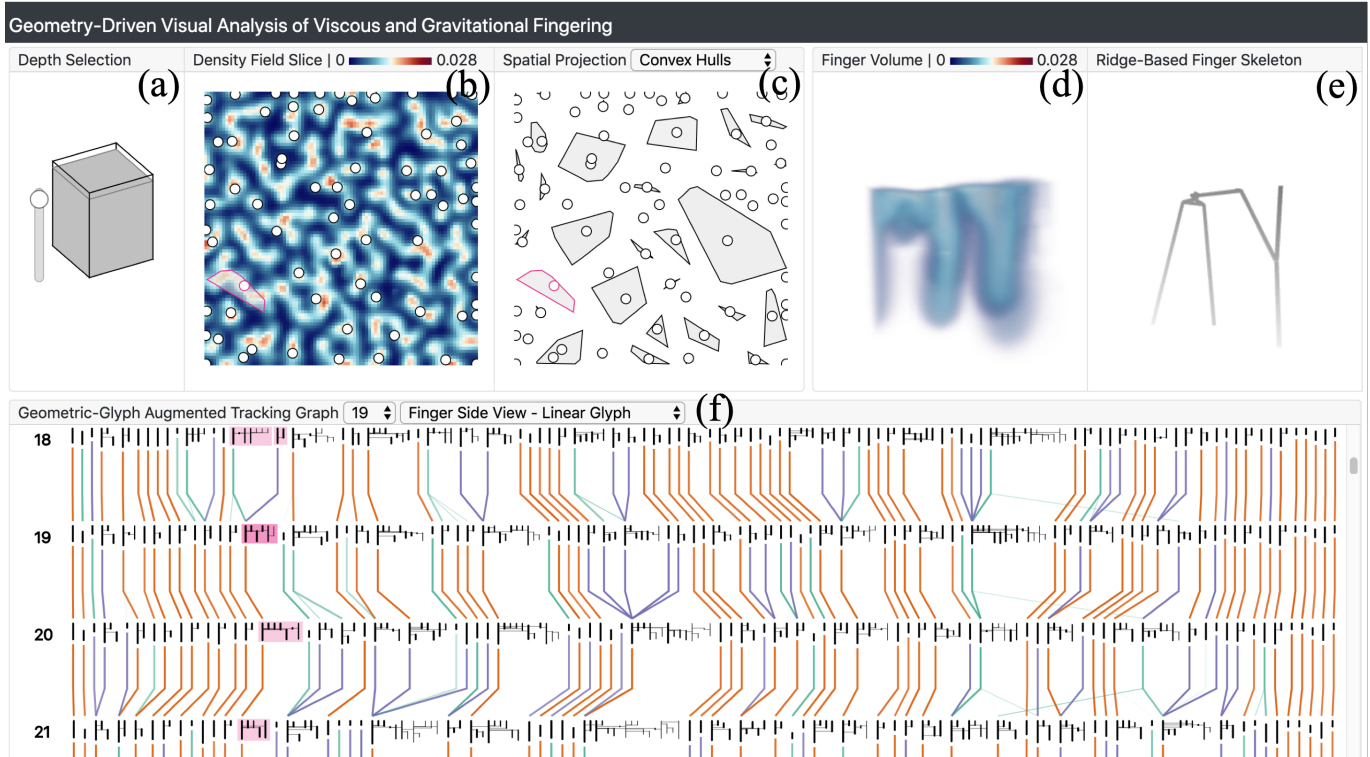 Geometry-Driven Visual Analysis of Viscous and Gravitational Fingering
Depth Selection
(a)
Density Field Slice | 0 0.028
(b)
Spatial Projection Convex Hulls
(c)
Finger Volume | 0 0.028
(d)
Ridge-Based Finger Skeleton
(e)
Geometric-Glyph Augmented Tracking Graph 19 Finger Side View - Linear Glyph (f)
18
19
20
21